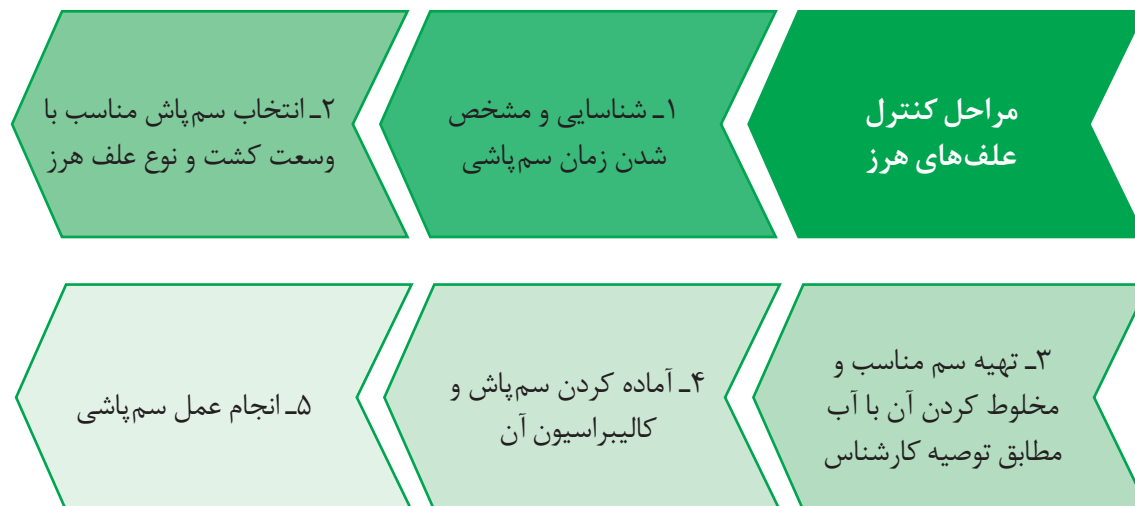 مراحل کنترل
علف‌های هرز
۱ـ شناسایی و مشخص
شدن زمان سم‌پاشی
۲ـ انتخاب سم‌پاش مناسب با
وسعت کشت و نوع علف هرز
۳ـ تهیه سم مناسب و
مخلوط کردن آن با آب
مطابق توصیه کارشناس
۴ـ آماده کردن سم‌پاش و
کالیبراسیون آن
۵ـ انجام عمل سم‌پاشی